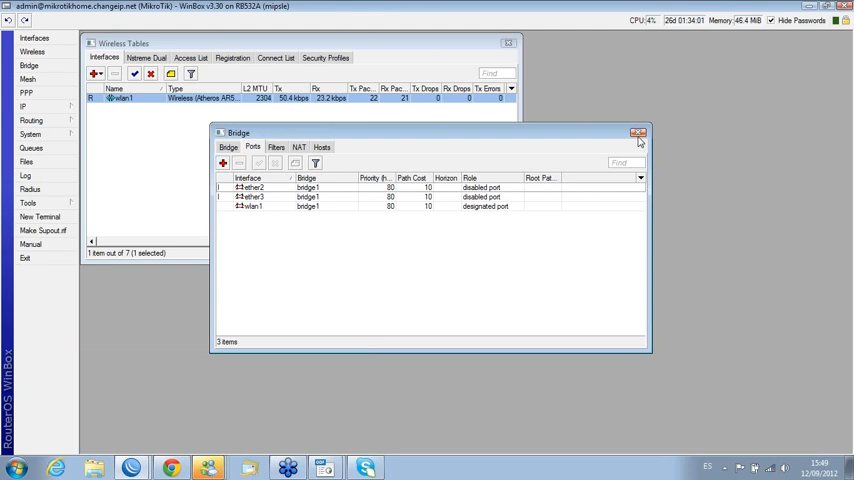 admin@mikrotikhome.changeip.net (MikroTik) - WinBox v3.30 on RB532A (mipsle)
CPU: 4% 26d 01:34:01 Memory: 46.4 MiB Hide Passwords
Interfaces
Wireless
Bridge
Mesh
PPP
IP
Routing
System
Queues
Files
Log
Radius
Tools
New Terminal
Make Supout.rif
Manual
Exit
RouterOS WinBox
Wireless Tables
Interfaces Nstreme Dual Access List Registration Connect List Security Profiles
Find
Name Type L2 MTU Tx Rx Tx Pac... Rx Pac... Tx Drops Rx Drops Tx Errors
R wlan1 Wireless (Atheros AR5... 2304 50.4 kbps 23.2 kbps 22 21 0 0 0
1 item out of 7 (1 selected)
Bridge
Bridge Ports Filters NAT Hosts
Find
Interface Bridge Priority (h... Path Cost Horizon Role Root Pat...
I ether2 bridge1 80 10 disabled port
I ether3 bridge1 80 10 disabled port
wlan1 bridge1 80 10 designated port
3 items
ES 15:49
12/09/2012